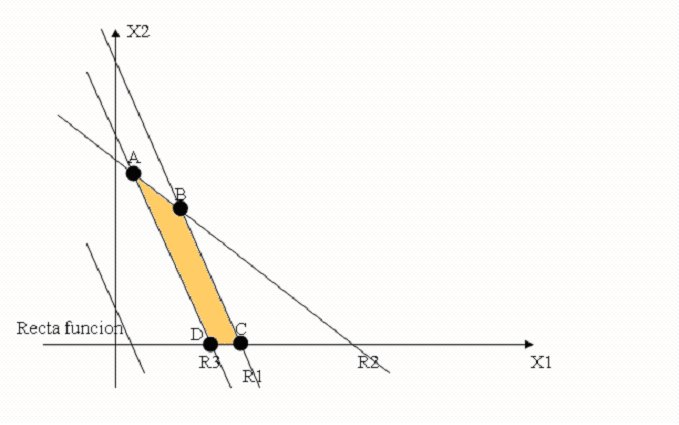 X2
A
B
Recta funcion
D
C
R3
R1
R2
X1